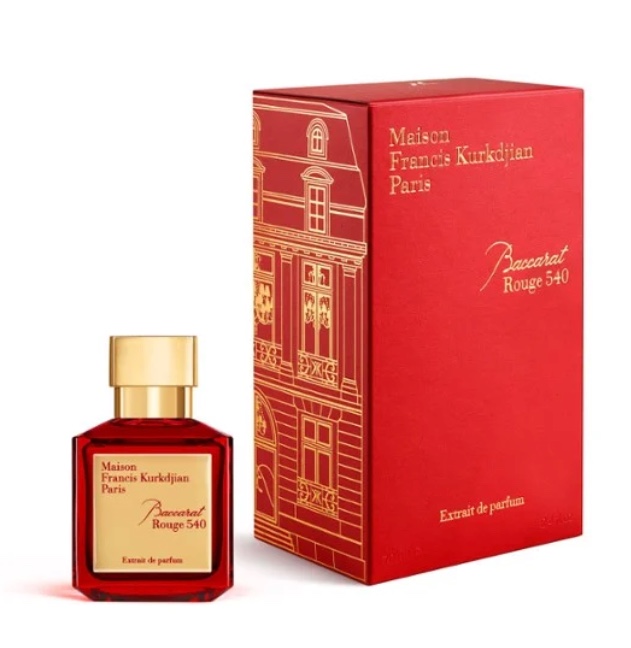 Maison
Francis Kurkdjian
Paris
Baccarat
Rouge 540
Extrait de parfum
Maison
Francis Kurkdjian
Paris
Baccarat
Rouge 540
Extrait de parfum